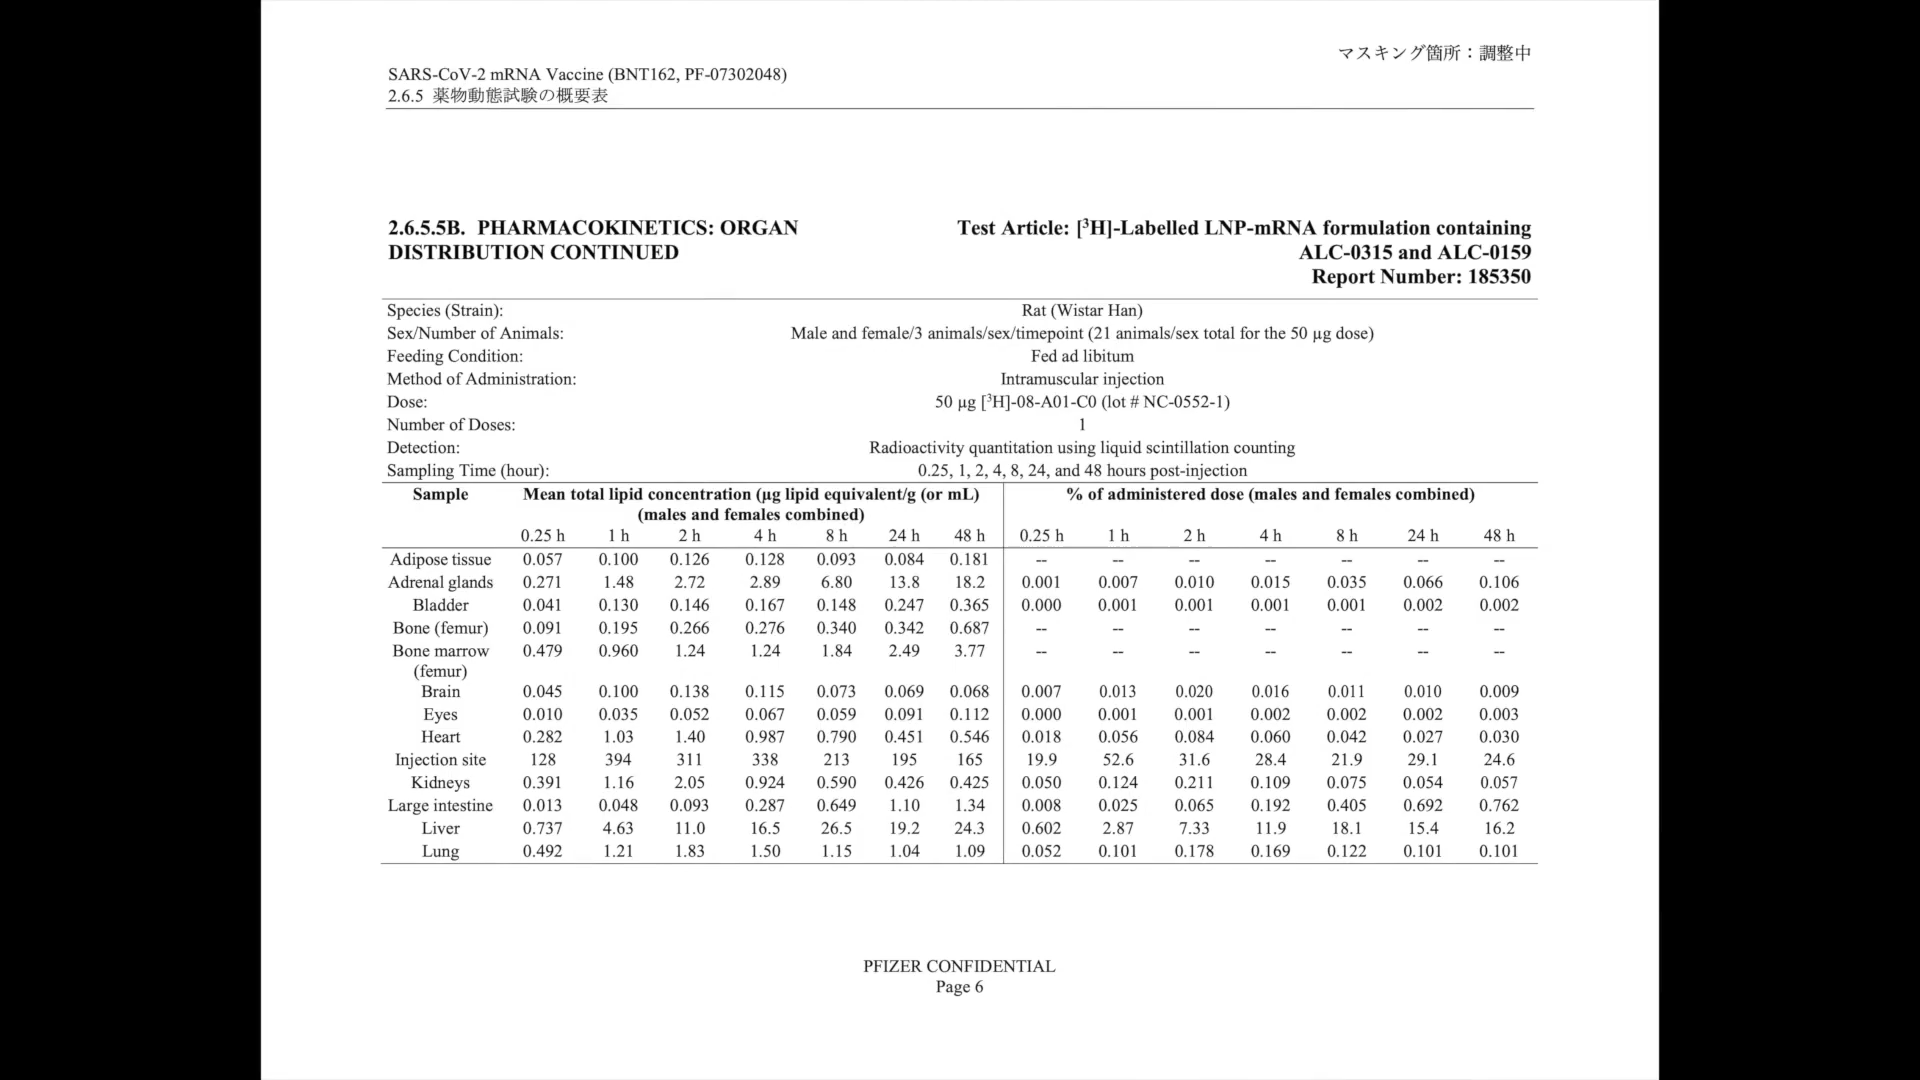 マスキング箇所：調整中
SARS-CoV-2 mRNA Vaccine (BNT162, PF-07302048)
2.6.5 薬物動態試験の概要表
2.6.5.5B. PHARMACOKINETICS: ORGAN DISTRIBUTION CONTINUED
Test Article: [³H]-Labelled LNP-mRNA formulation containing
ALC-0315 and ALC-0159
Report Number: 185350
Species (Strain): Rat (Wistar Han)
Sex/Number of Animals: Male and female/3 animals/sex/timepoint (21 animals/sex total for the 50 µg dose)
Feeding Condition: Fed ad libitum
Method of Administration: Intramuscular injection
Dose: 50 µg [³H]-08-A01-C0 (lot # NC-0552-1)
Number of Doses: 1
Detection: Radioactivity quantitation using liquid scintillation counting
Sampling Time (hour): 0.25, 1, 2, 4, 8, 24, and 48 hours post-injection
Sample Mean total lipid concentration (µg lipid equivalent/g (or mL) % of administered dose (males and females combined)
(males and females combined)
0.25 h 1 h 2 h 4 h 8 h 24 h 48 h 0.25 h 1 h 2 h 4 h 8 h 24 h 48 h
Adipose tissue 0.057 0.100 0.126 0.128 0.093 0.084 0.181 -- -- -- -- -- -- --
Adrenal glands 0.271 1.48 2.72 2.89 6.80 13.8 18.2 0.001 0.007 0.010 0.015 0.035 0.066 0.106
Bladder 0.041 0.130 0.146 0.167 0.148 0.247 0.365 0.000 0.001 0.001 0.001 0.001 0.002 0.002
Bone (femur) 0.091 0.195 0.266 0.276 0.340 0.342 0.687 -- -- -- -- -- -- --
Bone marrow 0.479 0.960 1.24 1.24 1.84 2.49 3.77 -- -- -- -- -- -- --
(femur)
Brain 0.045 0.100 0.138 0.115 0.073 0.069 0.068 0.007 0.013 0.020 0.016 0.011 0.010 0.009
Eyes 0.010 0.035 0.052 0.067 0.059 0.091 0.112 0.000 0.001 0.001 0.002 0.002 0.002 0.003
Heart 0.282 1.03 1.40 0.987 0.790 0.451 0.546 0.018 0.056 0.084 0.060 0.042 0.027 0.030
Injection site 128 394 311 338 213 195 165 19.9 52.6 31.6 28.4 21.9 29.1 24.6
Kidneys 0.391 1.16 2.05 0.924 0.590 0.426 0.425 0.050 0.124 0.211 0.109 0.075 0.054 0.057
Large intestine 0.013 0.048 0.093 0.287 0.649 1.10 1.34 0.008 0.025 0.065 0.192 0.405 0.692 0.762
Liver 0.737 4.63 11.0 16.5 26.5 19.2 24.3 0.602 2.87 7.33 11.9 18.1 15.4 16.2
Lung 0.492 1.21 1.83 1.50 1.15 1.04 1.09 0.052 0.101 0.178 0.169 0.122 0.101 0.101
PFIZER CONFIDENTIAL
Page 6